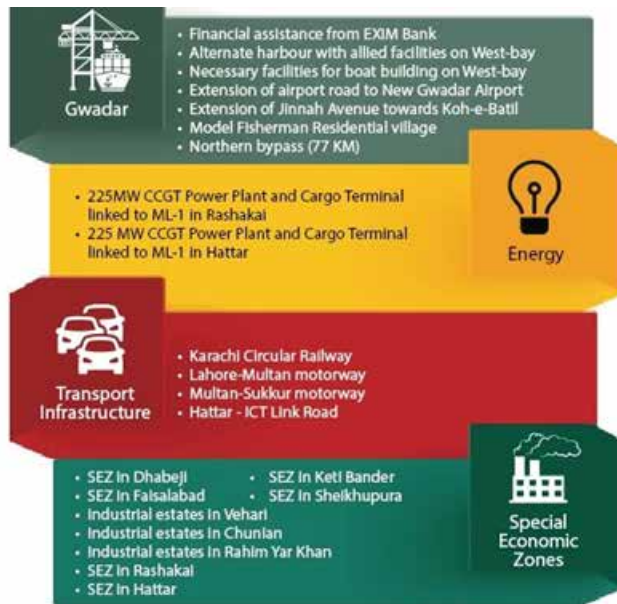 Gwadar
• Financial assistance from EXIM Bank
• Alternate harbour with allied facilities on West-bay
• Necessary facilities for boat building on West-bay
• Extension of airport road to New Gwadar Airport
• Extension of Jinnah Avenue towards Koh-e-Batil
• Model Fisherman Residential village
• Northern bypass (77 KM)
• 225MW CCGT Power Plant and Cargo Terminal
linked to ML-1 in Rashakai
• 225 MW CCGT Power Plant and Cargo Terminal
linked to ML-1 in Hattar
Energy
Transport
Infrastructure
• Karachi Circular Railway
• Lahore-Multan motorway
• Multan-Sukkur motorway
• Hattar - ICT Link Road
• SEZ in Dhabeji
• SEZ in Faisalabad
• Industrial estates in Vehari
• Industrial estates in Chunian
• Industrial estates in Rahim Yar Khan
• SEZ in Rashakai
• SEZ in Hattar
• SEZ in Keti Bander
• SEZ in Sheikhupura
Special
Economic
Zones